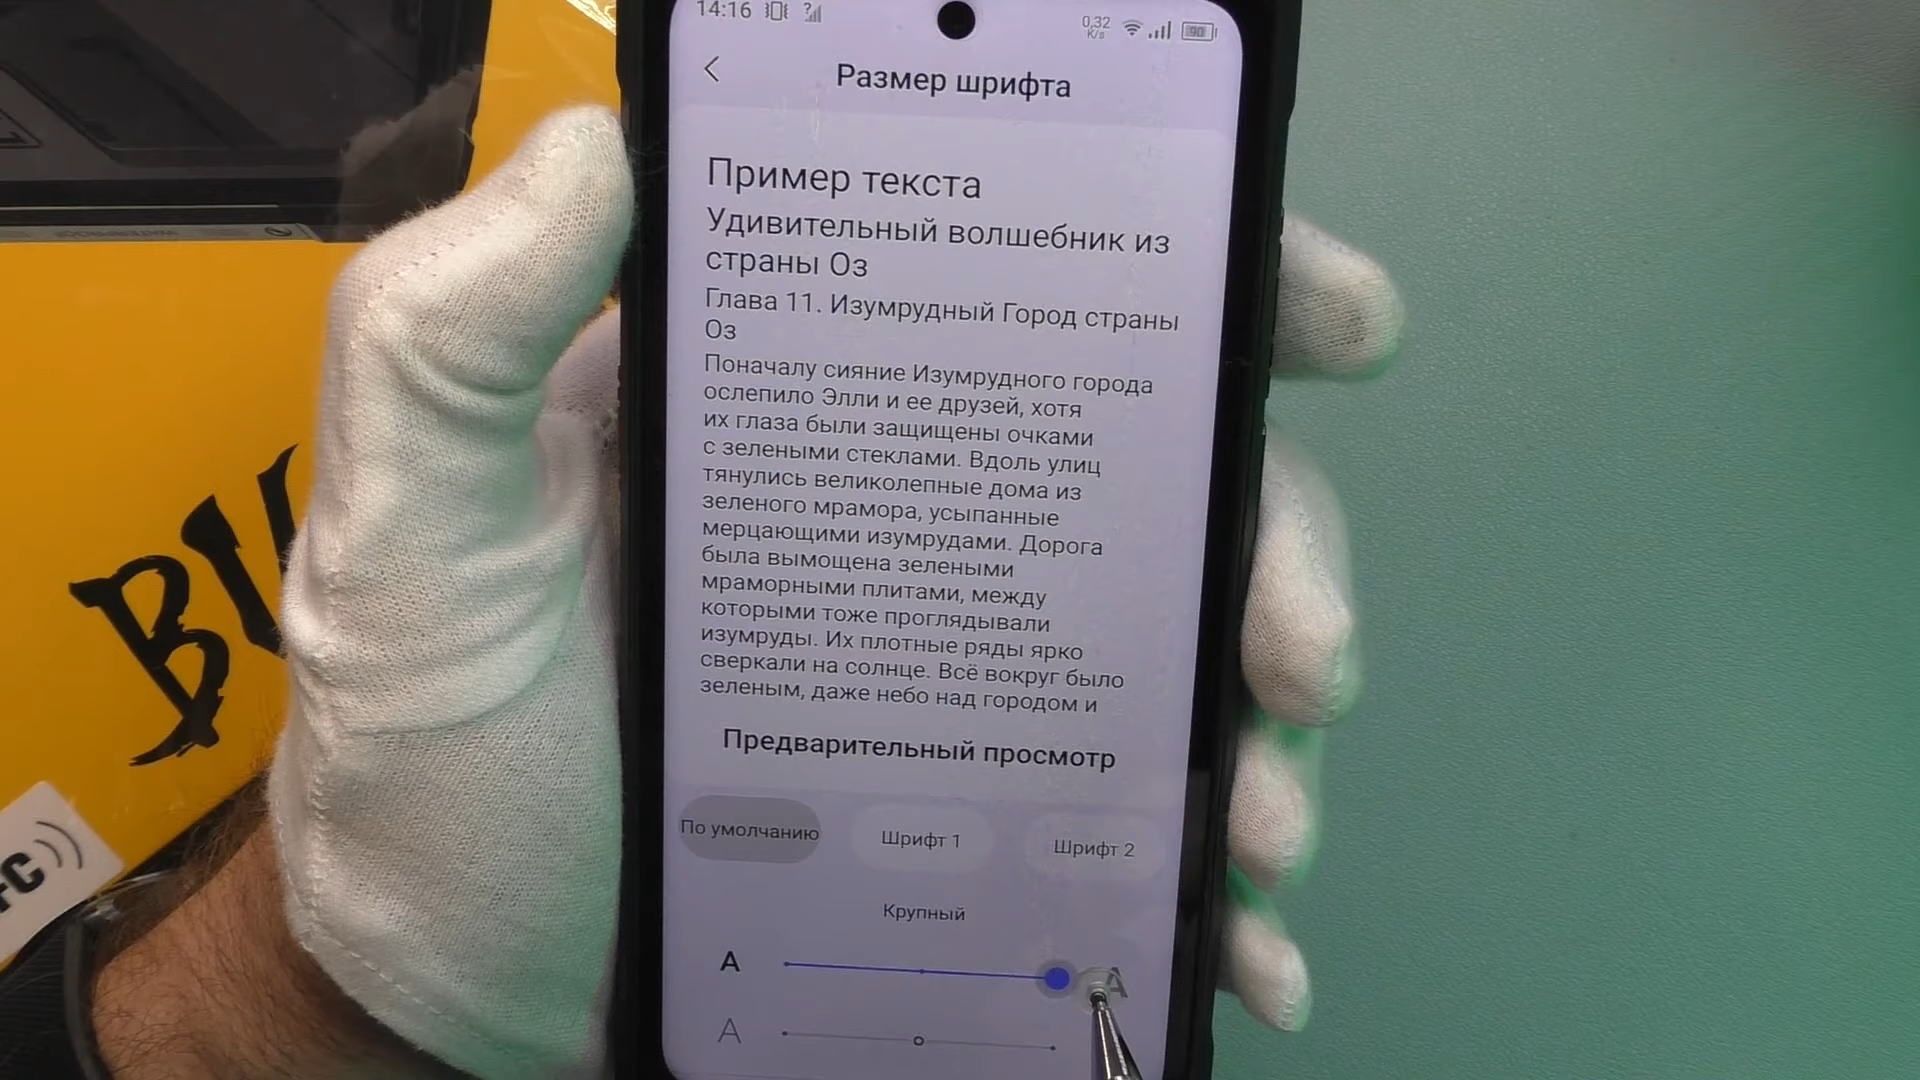 14:16
0,32
K/s
90
Размер шрифта
Пример текста
Удивительный волшебник из
страны Оз
Глава 11. Изумрудный Город страны
Оз
Поначалу сияние Изумрудного города
ослепило Элли и ее друзей, хотя
их глаза были защищены очками
с зелеными стеклами. Вдоль улиц
тянулись великолепные дома из
зеленого мрамора, усыпанные
мерцающими изумрудами. Дорога
была вымощена зелеными
мраморными плитами, между
которыми тоже проглядывали
изумруды. Их плотные ряды ярко
сверкали на солнце. Всё вокруг было
зеленым, даже небо над городом и
Предварительный просмотр
По умолчанию
Шрифт 1
Шрифт 2
Крупный
A
A
A